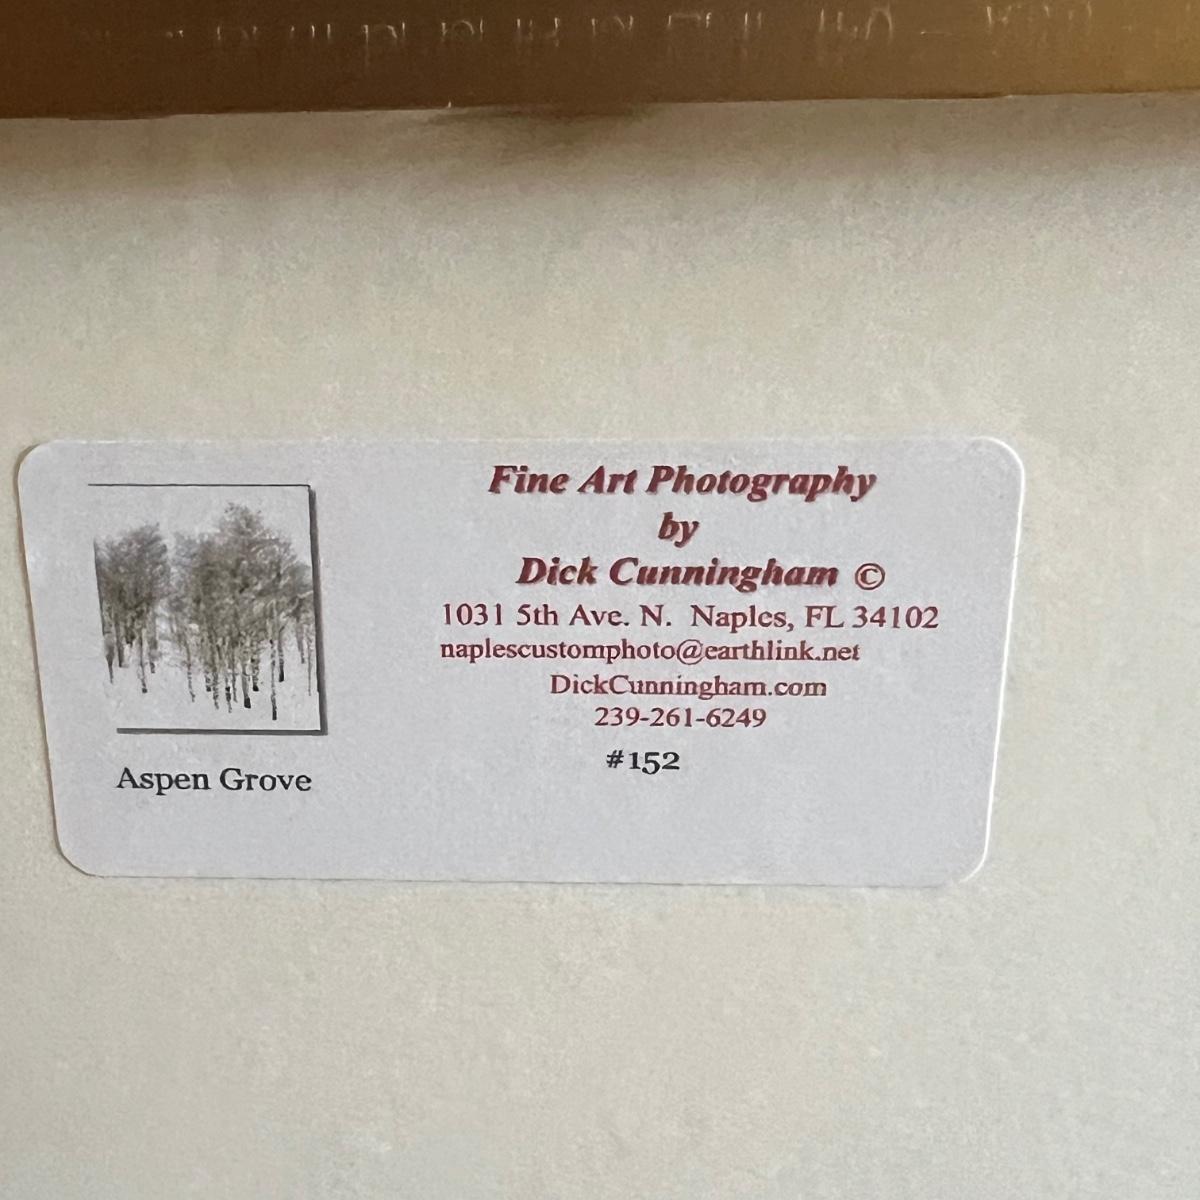 Fine Art Photography
by
Dick Cunningham ©
1031 5th Ave. N. Naples, FL 34102
naplescustomphoto@earthlink.net
DickCunningham.com
239-261-6249
#152
Aspen Grove